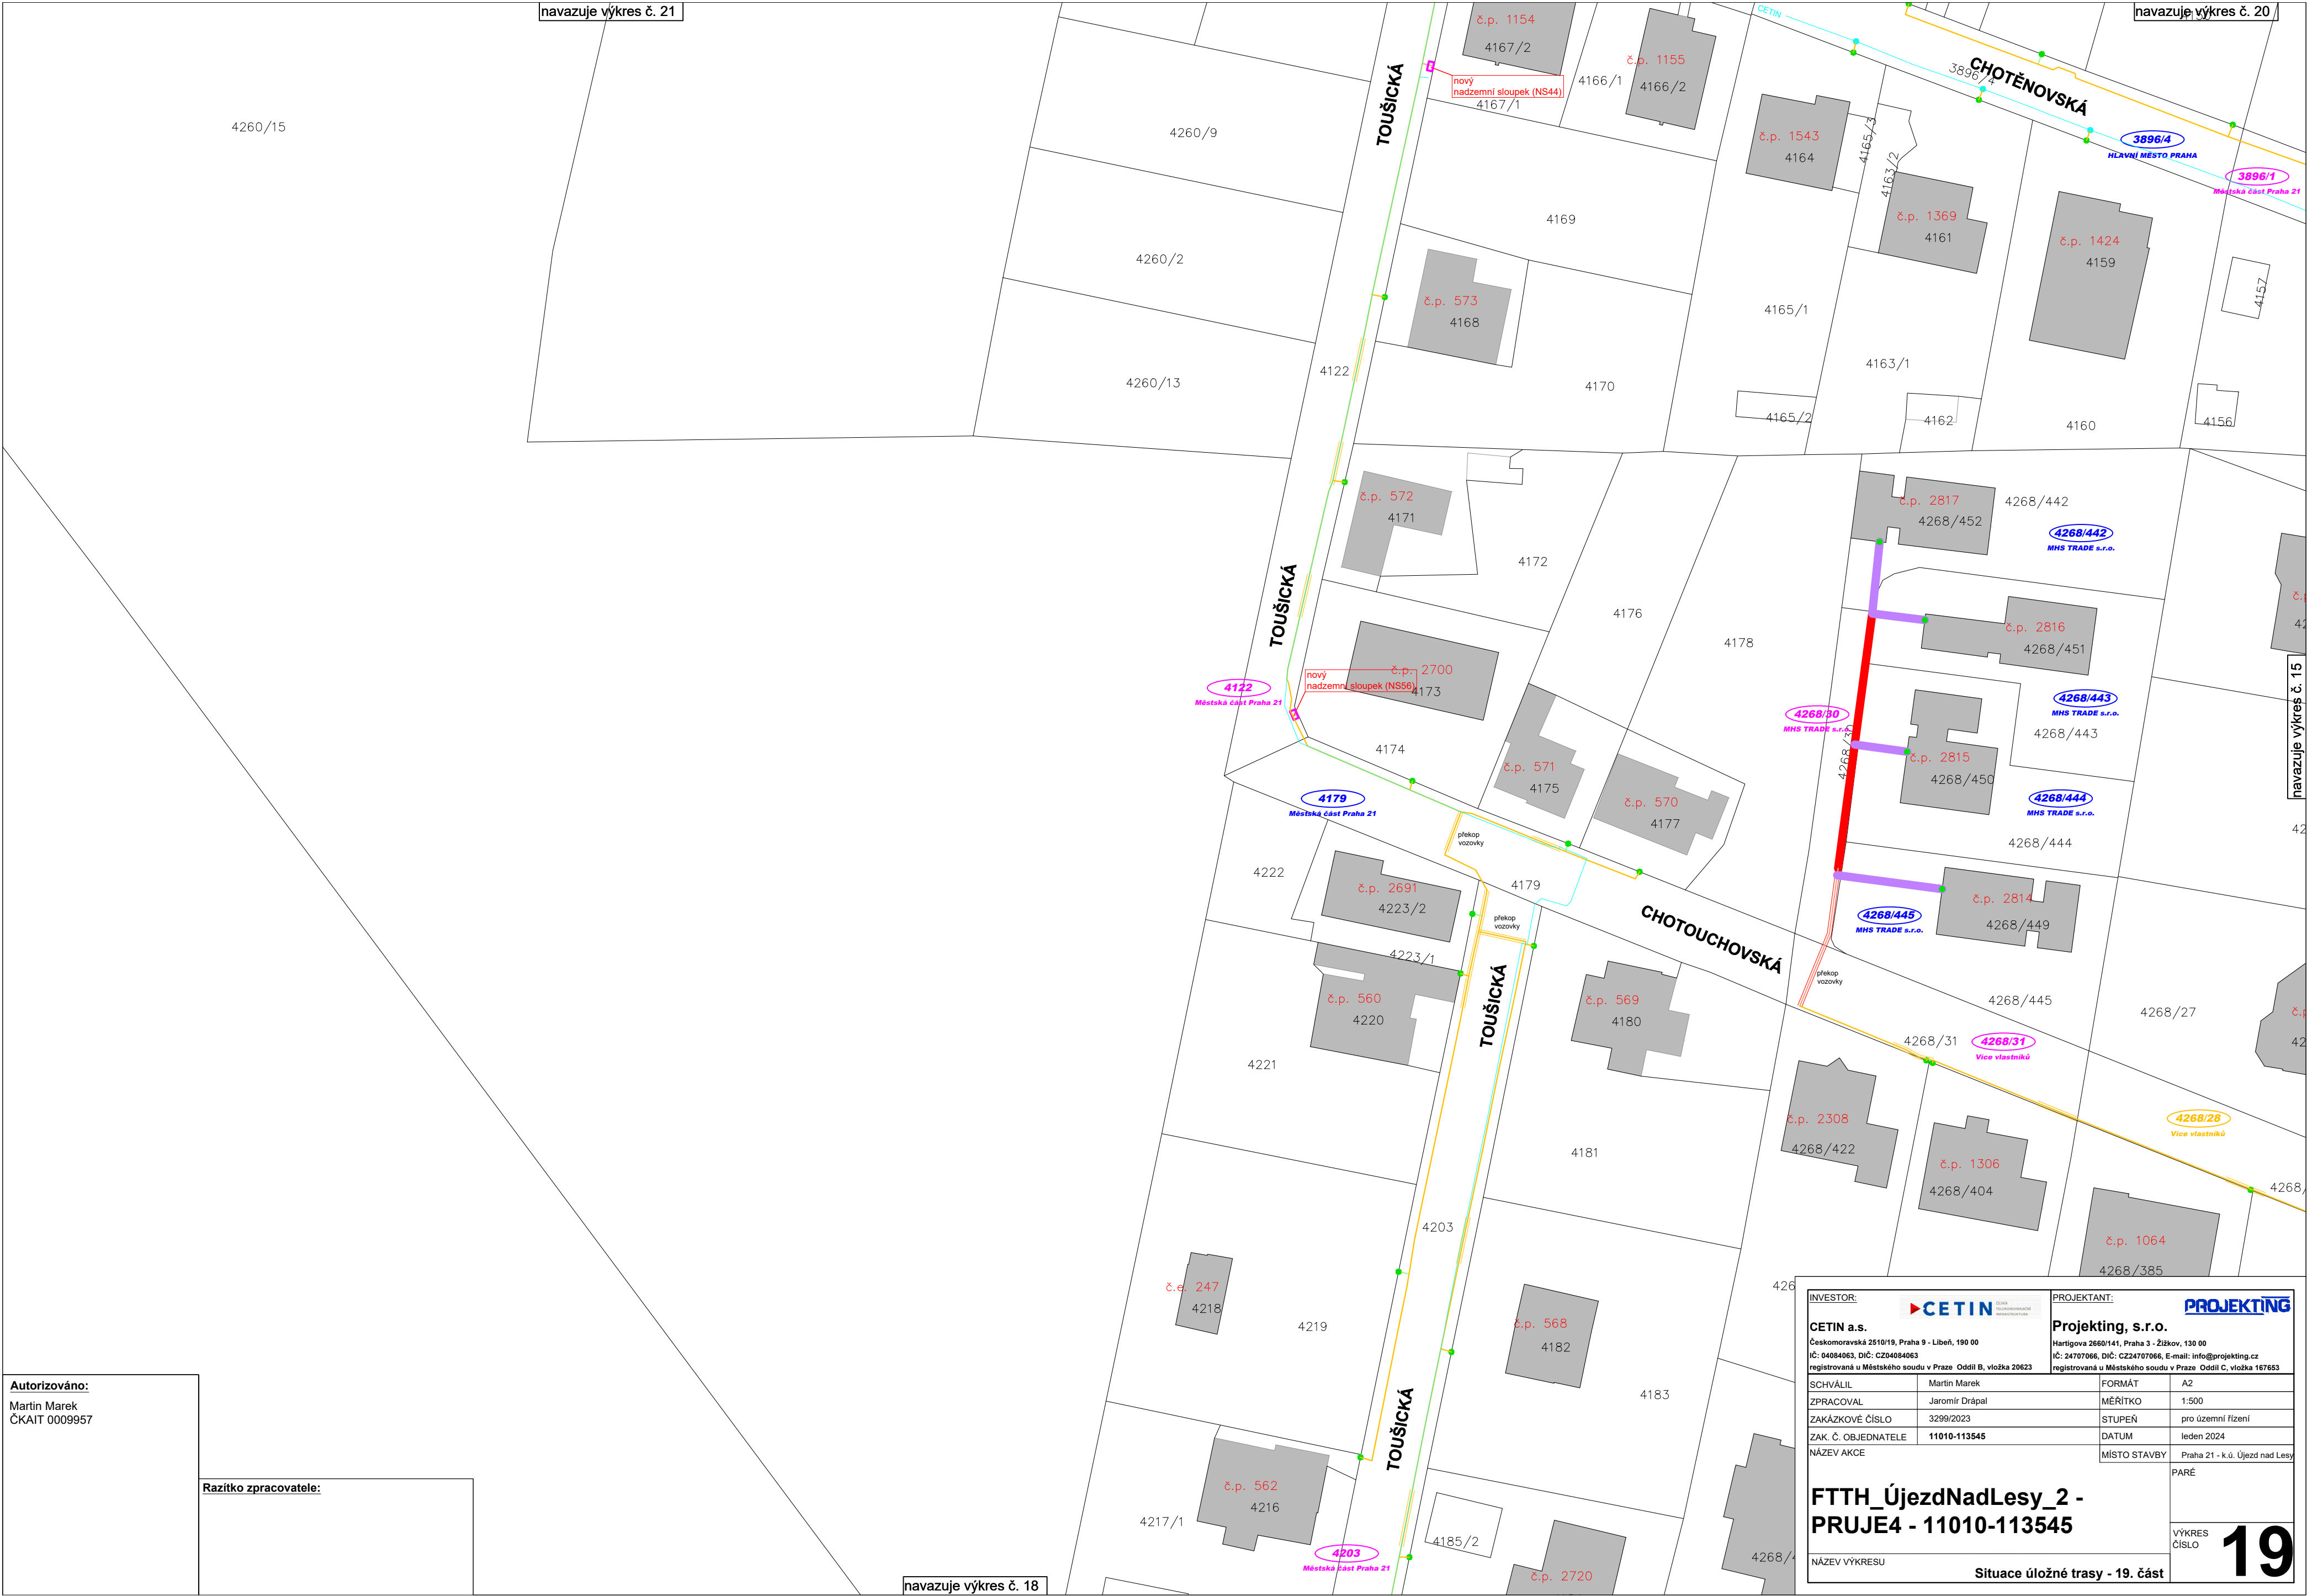 navazuje výkres č. 21
navazuje výkres č. 20
č.p. 1154
4167/2
CETIN
č.p. 1155
4166/1
4166/2
TOUŠICKÁ
nový
nadzemní sloupek (NS44)
4167/1
3896/4
CHOTĚNOVSKÁ
4260/15
4260/9
č.p. 1543
4164
4165/3
4163/2
3896/4
HLAVNÍ MĚSTO PRAHA
3896/1
Městská část Praha 21
4169
č.p. 1369
4161
č.p. 1424
4159
4260/2
4157
č.p. 573
4168
4165/1
4122
4163/1
4260/13
4170
4165/2
4162
4160
4156
č.p. 572
4171
č.p. 2817
4268/452
4268/442
4268/442
MHS TRADE s.r.o.
4172
TOUŠICKÁ
4176
4178
č.p. 2816
4268/451
nový
nadzemní sloupek (NS56)
č.p. 2700
4173
4122
Městská část Praha 21
4268/30
MHS TRADE s.r.o.
4268/443
MHS TRADE s.r.o.
4268/443
navazuje výkres č. 15
4174
č.p. 571
4175
č.p. 2815
4268/450
4179
Městská část Praha 21
č.p. 570
4177
4268/444
MHS TRADE s.r.o.
4268/444
překop
vozovky
4222
4179
č.p. 2691
4223/2
překop
vozovky
CHOTOUCHOVSKÁ
4268/445
MHS TRADE s.r.o.
č.p. 2814
4268/449
4223/1
TOUŠICKÁ
překop
vozovky
č.p. 560
4220
č.p. 569
4180
4268/445
4268/27
4268/31
4268/31
Více vlastníků
4221
č.p. 2308
4268/422
4268/28
Více vlastníků
4181
č.p. 1306
4268/404
4268/
4203
č.p. 1064
4268/385
č.e. 247
4218
4219
č.p. 568
4182
4183
TOUŠICKÁ
č.p. 562
4216
4217/1
4185/2
4203
Městská část Praha 21
č.p. 2720
navazuje výkres č. 18
Autorizováno:
Martin Marek
ČKAIT 0009957
Razítko zpracovatele:
INVESTOR:
CETIN
CETIN a.s.
Českomoravská 2510/19, Praha 9 - Libeň, 190 00
IČ: 04084063, DIČ: CZ04084063
registrovaná u Městského soudu v Praze Oddíl B, vložka 20623
PROJEKTANT:
PROJEKTING
Projekting, s.r.o.
Hartigova 2660/141, Praha 3 - Žižkov, 130 00
IČ: 24707066, DIČ: CZ24707066, E-mail: info@projekting.cz
registrovaná u Městského soudu v Praze Oddíl C, vložka 167653
SCHVÁLIL Martin Marek FORMÁT A2
ZPRACOVAL Jaromír Drápal MĚŘÍTKO 1:500
ZAKÁZKOVÉ ČÍSLO 3299/2023 STUPEŇ pro územní řízení
ZAK. Č. OBJEDNATELE 11010-113545 DATUM leden 2024
NÁZEV AKCE MÍSTO STAVBY Praha 21 - k.ú. Újezd nad Lesy
PARÉ
FTTH_ÚjezdNadLesy_2 -
PRUJE4 - 11010-113545
VÝKRES
ČÍSLO
19
NÁZEV VÝKRESU
Situace úložné trasy - 19. část